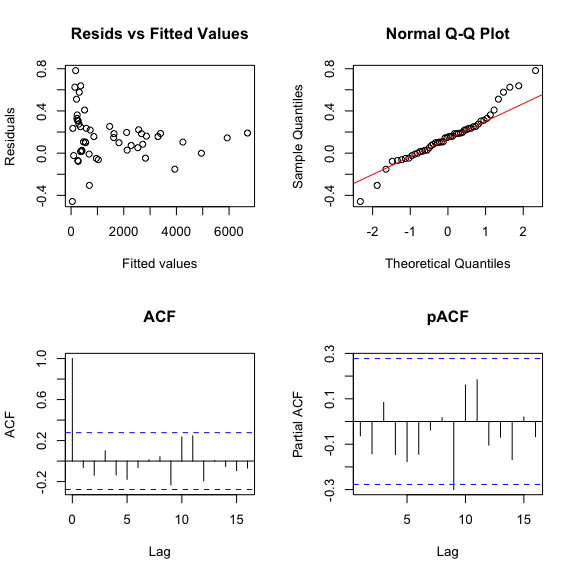 Resids vs Fitted Values
Residuals
-0.4 0.0 0.4 0.8
0 2000 4000 6000
Fitted values
Normal Q-Q Plot
Sample Quantiles
-0.4 0.0 0.4 0.8
-2 -1 0 1 2
Theoretical Quantiles
ACF
ACF
-0.2 0.2 0.6 1.0
0 5 10 15
Lag
pACF
Partial ACF
-0.3 -0.1 0.1 0.3
5 10 15
Lag